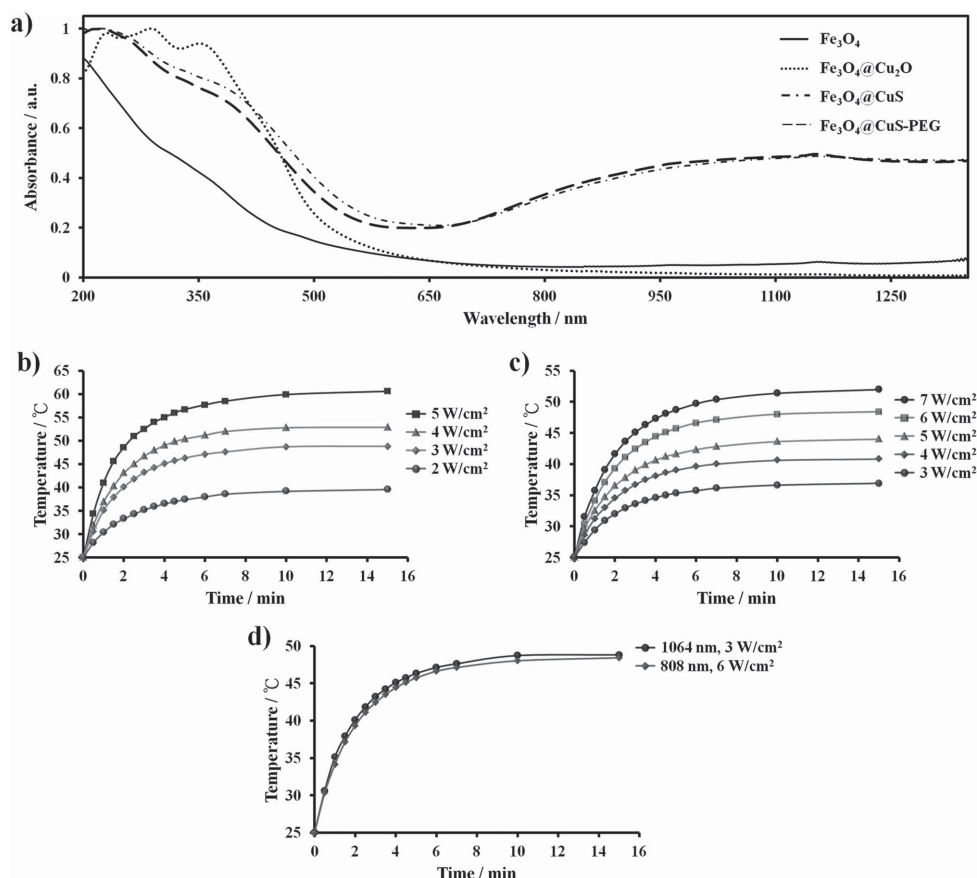 a)
1
0.8
0.6
0.4
0.2
0
Absorbance / a.u.
200 350 500 650 800 950 1100 1250
Wavelength / nm
Fe₃O₄
Fe₃O₄@Cu₂O
Fe₃O₄@CuS
Fe₃O₄@CuS-PEG
b)
65
60
55
50
45
40
35
30
25
Temperature / ℃
0 2 4 6 8 10 12 14 16
Time / min
5 W/cm²
4 W/cm²
3 W/cm²
2 W/cm²
c)
55
50
45
40
35
30
25
Temperature / ℃
0 2 4 6 8 10 12 14 16
Time / min
7 W/cm²
6 W/cm²
5 W/cm²
4 W/cm²
3 W/cm²
d)
50
45
40
35
30
25
Temperature / ℃
0 2 4 6 8 10 12 14 16
Time / min
1064 nm, 3 W/cm²
808 nm, 6 W/cm²